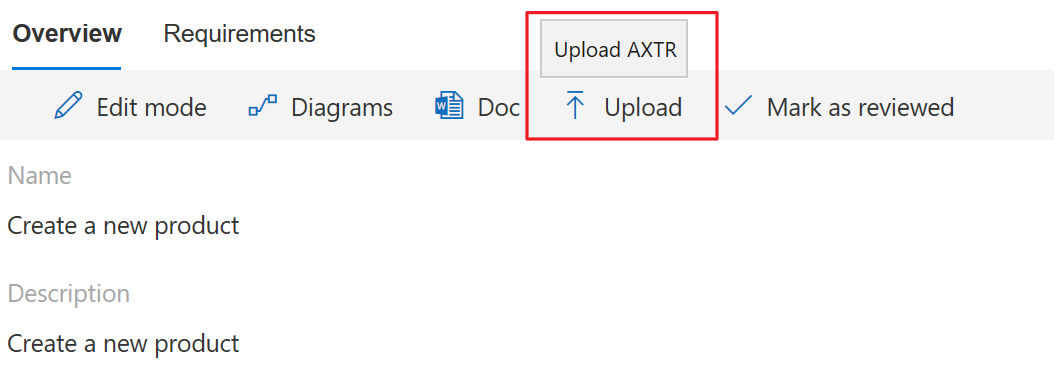 Overview Requirements
Upload AXTR
Edit mode Diagrams W Doc Upload Mark as reviewed
Name
Create a new product
Description
Create a new product